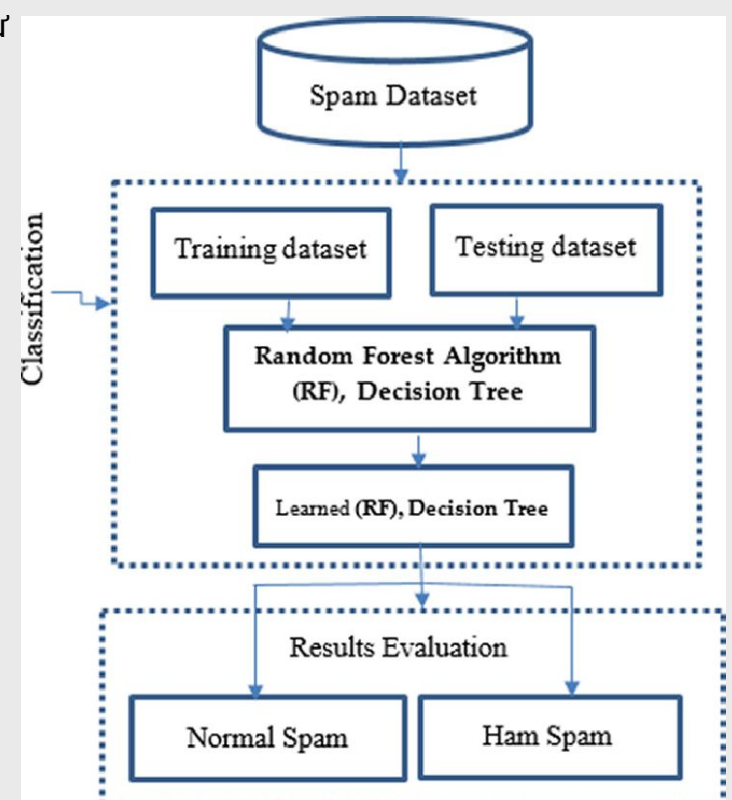 Spam Dataset
Classification
Training dataset
Testing dataset
Random Forest Algorithm
(RF), Decision Tree
Learned (RF), Decision Tree
Results Evaluation
Normal Spam
Ham Spam